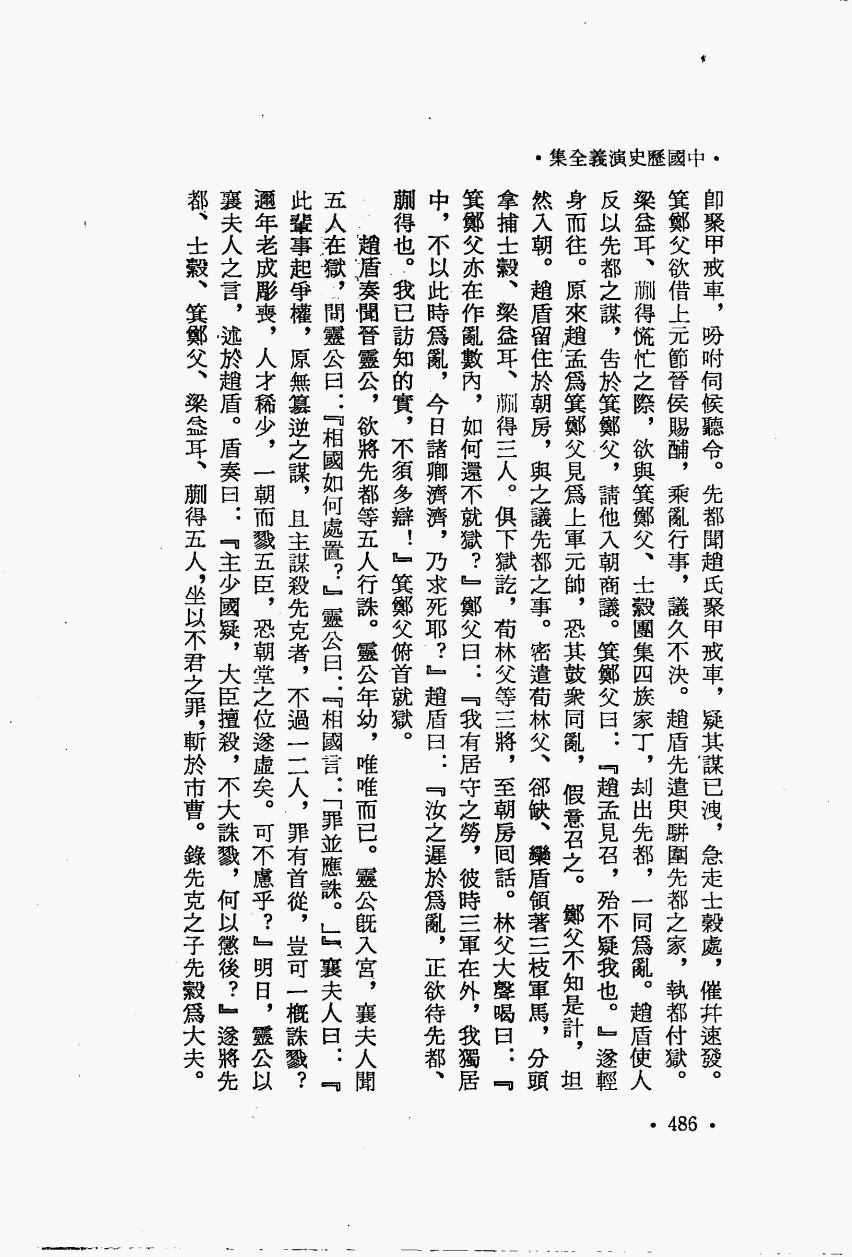 •中國歷史演義全集•
卽聚甲戒車，吩咐伺候聽令。先都聞趙氏聚甲戒車，疑其謀已洩，急走士縠處，催幷速發。
箕鄭父欲借上元節晉侯賜酺，乘亂行事，議久不決。趙盾先遣臾駢圍先都之家，執都付獄。
梁益耳、蒯得慌忙之際，欲與箕鄭父、士縠團集四族家丁，刦出先都，一同爲亂。趙盾使人
反以先都之謀，告於箕鄭父，請他入朝商議。箕鄭父曰：『趙孟見召，殆不疑我也。』遂輕
身而往。原來趙孟爲箕鄭父見爲上軍元帥，恐其鼓衆同亂，假意召之。鄭父不知是計，坦
然入朝。趙盾留住於朝房，與之議先都之事。密遣荀林父、郤缺、欒盾領著三枝軍馬，分頭
拿捕士縠、梁益耳、蒯得三人。俱下獄訖，荀林父等三將，至朝房回話。林父大聲喝曰：『
箕鄭父亦在作亂數內，如何還不就獄？』鄭父曰：『我有居守之勞，彼時三軍在外，我獨居
中，不以此時爲亂，今日諸卿濟濟，乃求死耶？』趙盾曰：『汝之遲於爲亂，正欲待先都、
蒯得也。我已訪知的實，不須多辯！』箕鄭父俯首就獄。
趙盾奏聞晉靈公，欲將先都等五人行誅。靈公年幼，唯唯而已。靈公旣入宮，襄夫人聞
五人在獄，問靈公曰：『相國如何處置？』靈公曰：『相國言：「罪並應誅。」』襄夫人曰：『
此輩事起爭權，原無篡逆之謀，且主謀殺先克者，不過一二人，罪有首從，豈可一槪誅戮？
邇年老成彫喪，人才稀少，一朝而戮五臣，恐朝堂之位遂虛矣。可不慮乎？』明日，靈公以
襄夫人之言，述於趙盾。盾奏曰：『主少國疑，大臣擅殺，不大誅戮，何以懲後？』遂將先
都、士縠、箕鄭父、梁益耳、蒯得五人，坐以不君之罪，斬於市曹。錄先克之子先縠爲大夫。
•486•